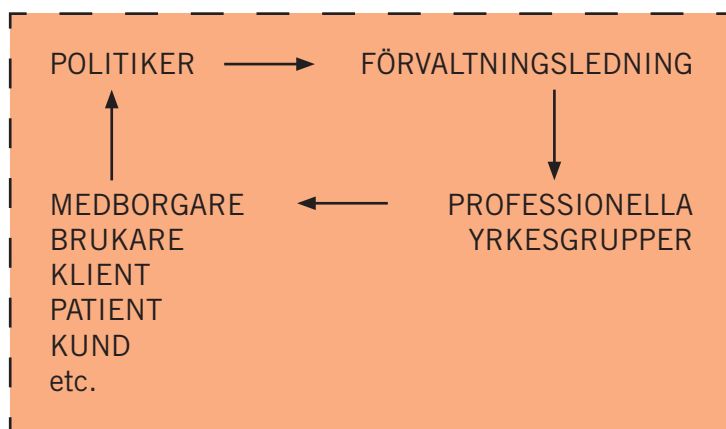 POLITIKER
FÖRVALTNINGSLEDNING
MEDBORGARE
BRUKARE
KLIENT
PATIENT
KUND
etc.
PROFESSIONELLA
YRKESGRUPPER